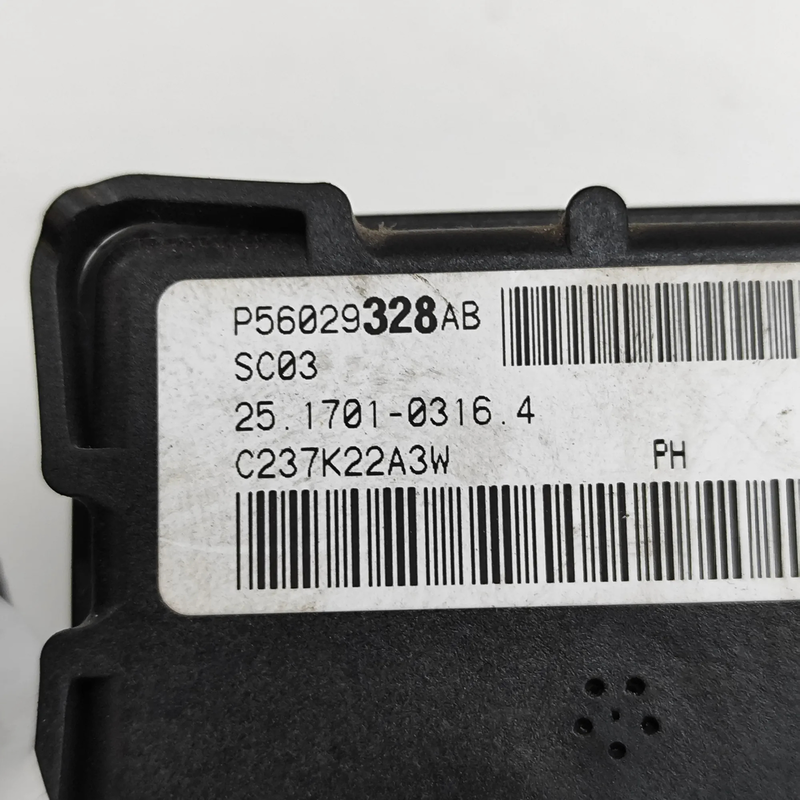 P56029328AB
SC03
25.1701-0316.4
C237K22A3W PH